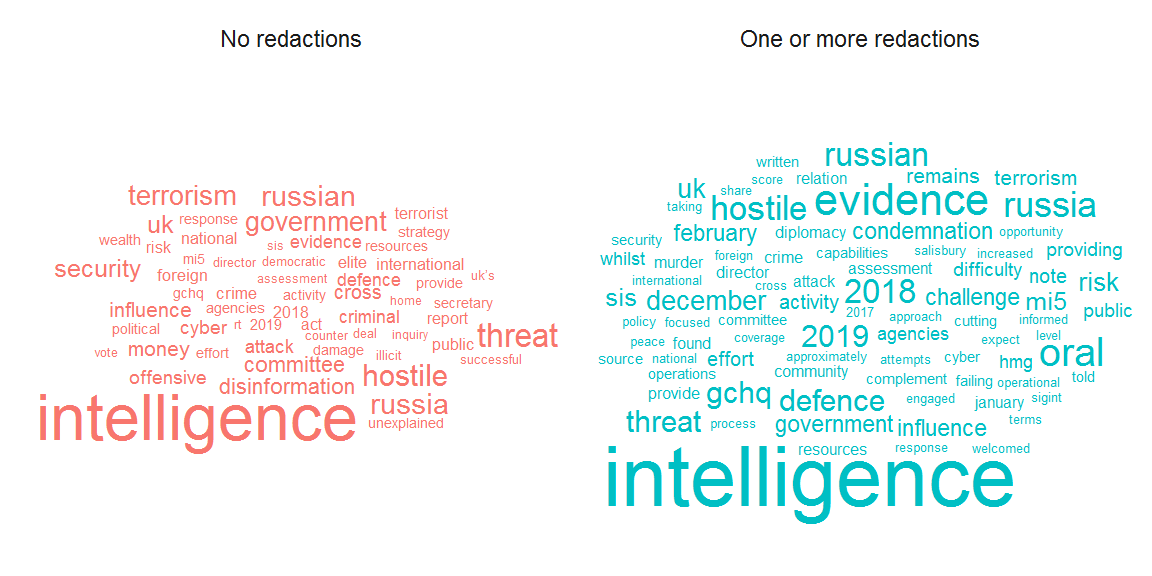 No redactions
One or more redactions
terrorism russian
uk response government terrorist
wealth risk national sis evidence resources strategy
security mi5 director democratic elite international
foreign assessment defence provide uk's
gchq crime activity cross home secretary
influence agencies 2018 criminal report
political cyber rt 2019 act counter deal inquiry threat
vote money effort attack damage illicit public successful
offensive committee hostile
disinformation russia
intelligence unexplained
written russian
uk share score relation remains terrorism
taking hostile evidence russia
security february diplomacy condemnation opportunity
whilst murder foreign crime capabilities salisbury increased providing
international director cross attack assessment difficulty note risk
sis december activity 2018 challenge mi5 public
policy focused committee 2017 approach cutting informed
peace found coverage 2019 agencies expect level oral
source national effort approximately attempts cyber hmg
operations community complement failing operational told
provide gchq defence engaged january sigint
threat process government influence terms
resources response welcomed
intelligence